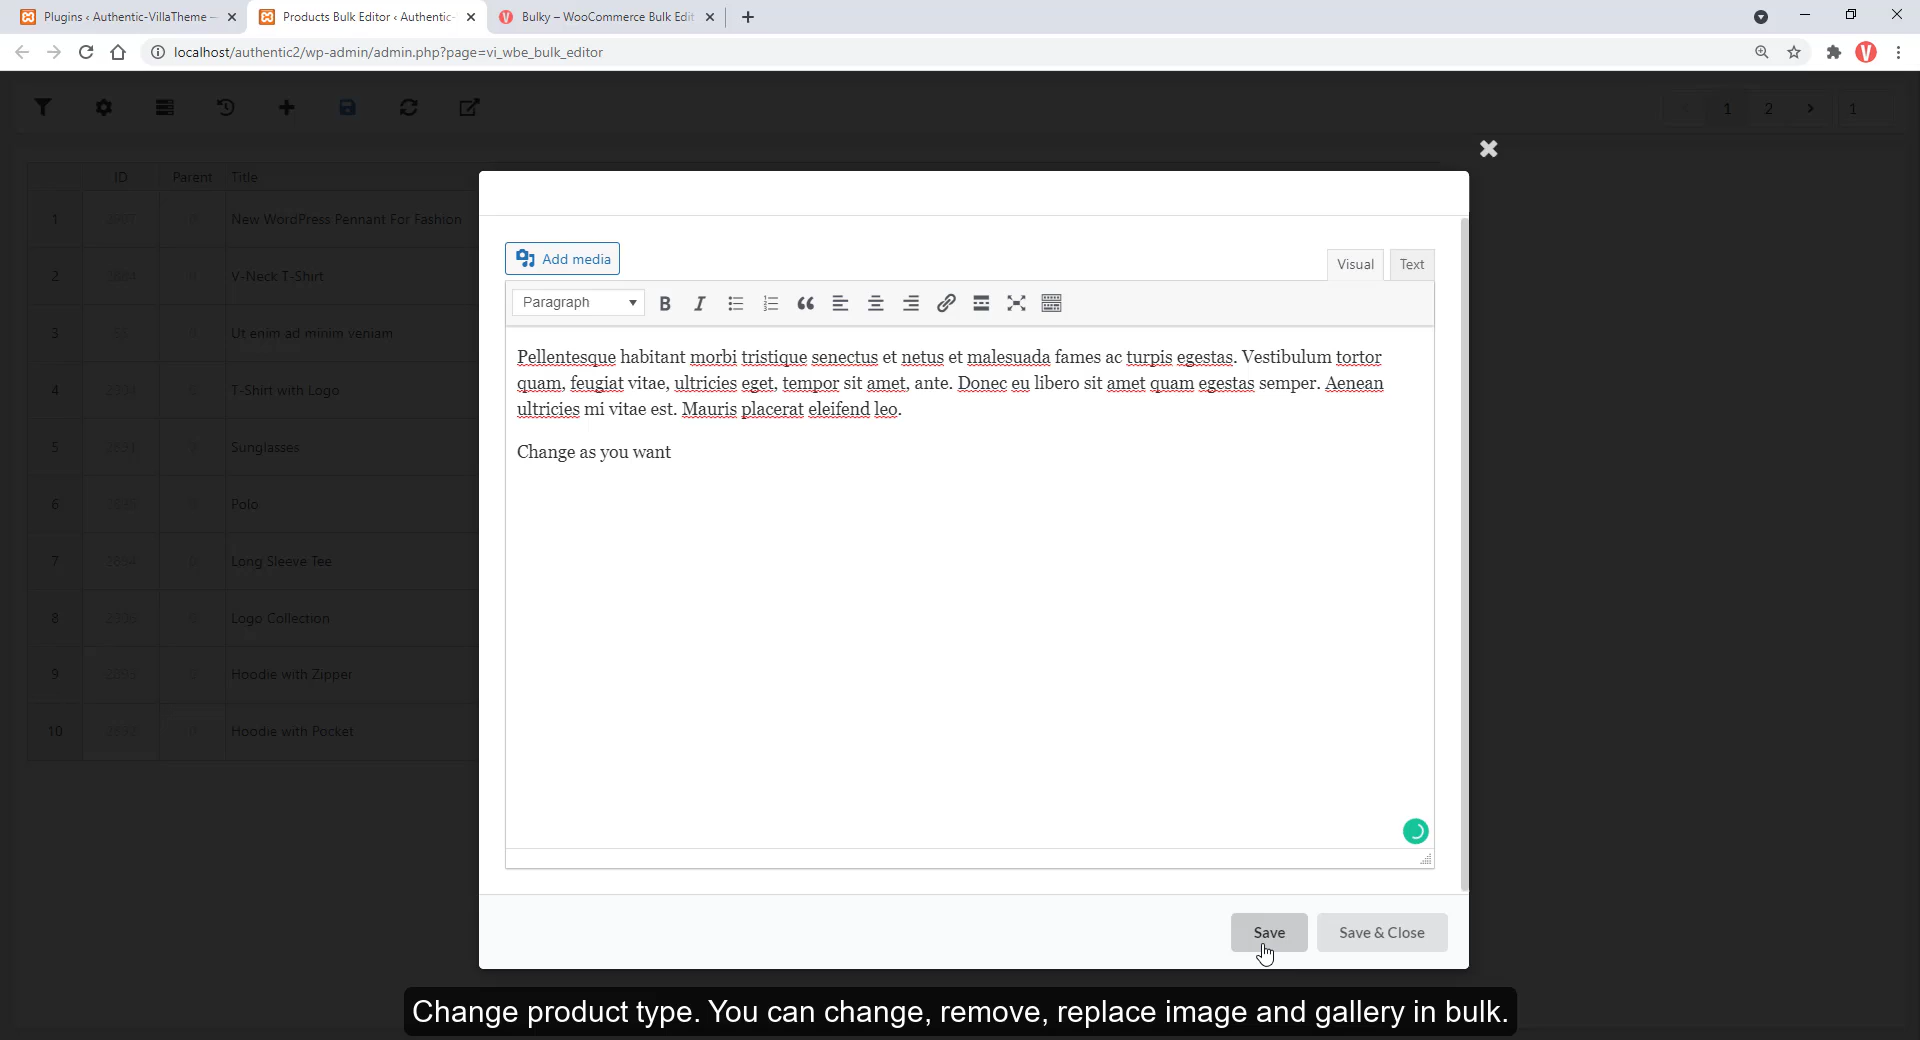 Plugins ‹ Authentic-VillaTheme –
Products Bulk Editor ‹ Authentic-
Bulky – WooCommerce Bulk Edit
localhost/authentic2/wp-admin/admin.php?page=vi_wbe_bulk_editor
1 2 1
ID Parent Title
1 New WordPress Pennant For Fashion
2 V-Neck T-Shirt
3 Ut enim ad minim veniam
4 T-Shirt with Logo
5 Sunglasses
6 Polo
7 Long Sleeve Tee
8 Logo Collection
9 Hoodie with Zipper
10 Hoodie with Pocket
Add media
Visual Text
Paragraph
Pellentesque habitant morbi tristique senectus et netus et malesuada fames ac turpis egestas. Vestibulum tortor
quam, feugiat vitae, ultricies eget, tempor sit amet, ante. Donec eu libero sit amet quam egestas semper. Aenean
ultricies mi vitae est. Mauris placerat eleifend leo.
Change as you want
Save Save & Close
Change product type. You can change, remove, replace image and gallery in bulk.